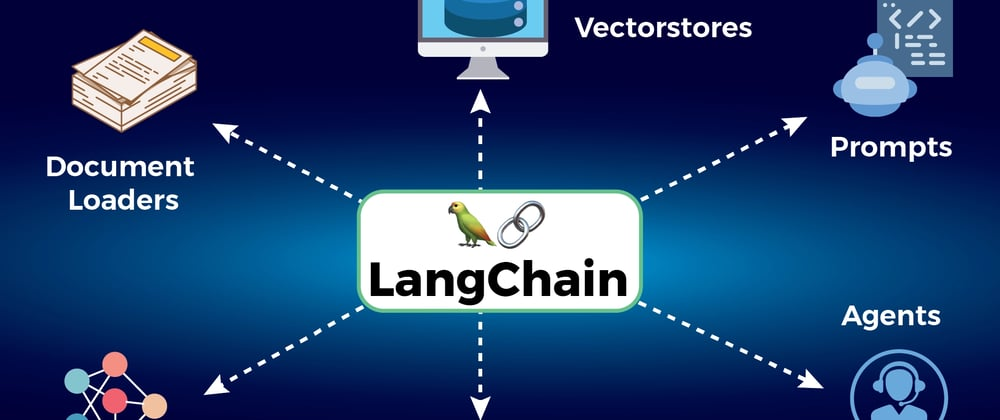 Vectorstores
Document
Loaders
Prompts
LangChain
Agents